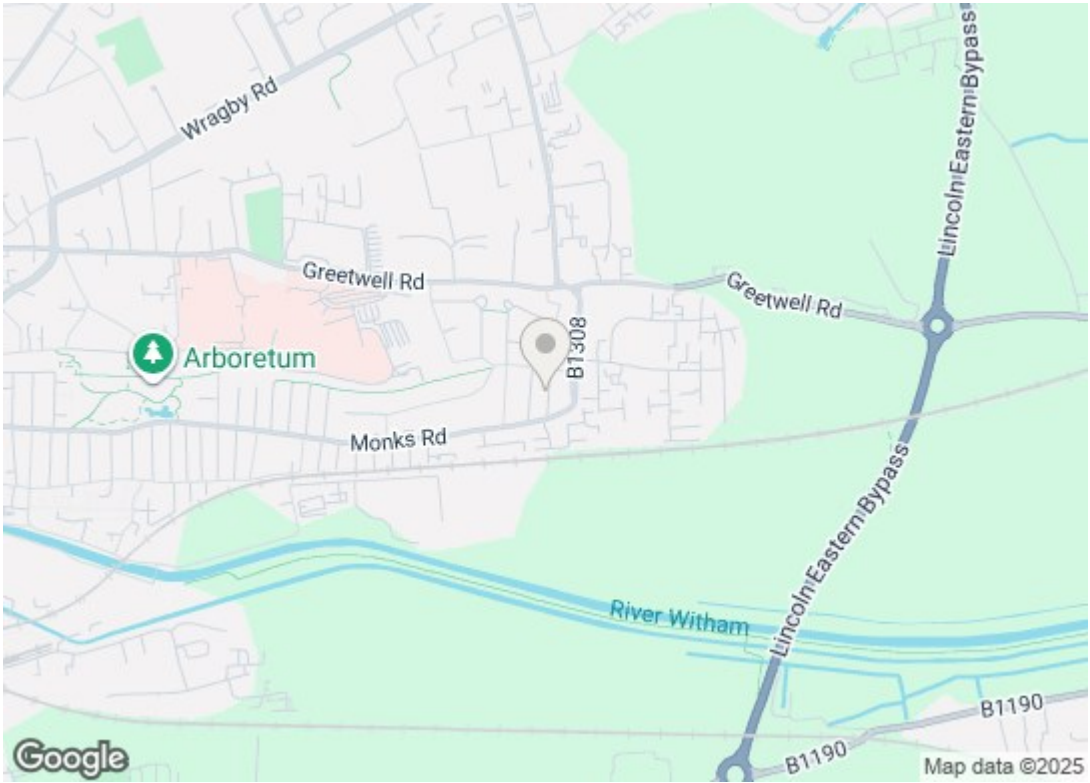 Wragby Rd
Lincoln Eastern Bypass
Greetwell Rd
Greetwell Rd
B1308
Arboretum
Monks Rd
Lincoln Eastern Bypass
River Witham
B1190
B1190
Google
Map data ©2025